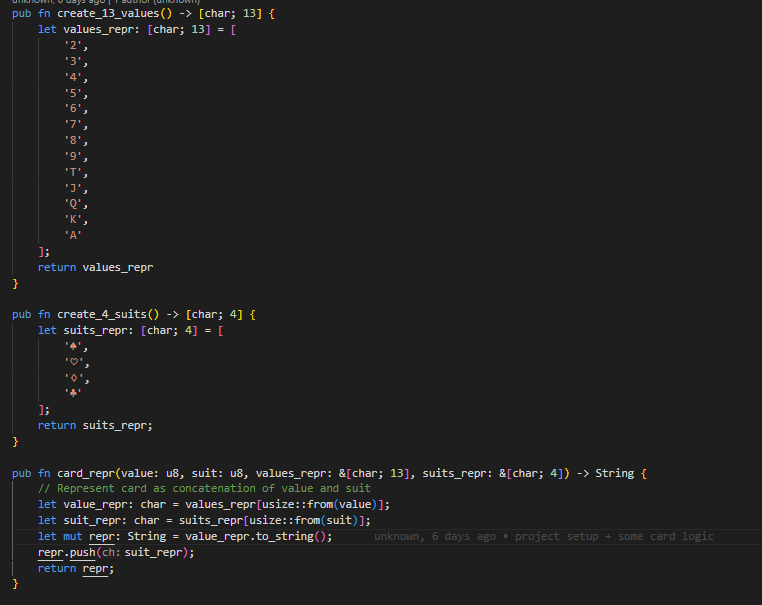 unknown, 6 days ago | 1 author (unknown)
pub fn create_13_values() -> [char; 13] {
    let values_repr: [char; 13] = [
        '2',
        '3',
        '4',
        '5',
        '6',
        '7',
        '8',
        '9',
        'T',
        'J',
        'Q',
        'K',
        'A'
    ];
    return values_repr
}

pub fn create_4_suits() -> [char; 4] {
    let suits_repr: [char; 4] = [
        '♠',
        '♡',
        '♢',
        '♣'
    ];
    return suits_repr;
}

pub fn card_repr(value: u8, suit: u8, values_repr: &[char; 13], suits_repr: &[char; 4]) -> String {
    // Represent card as concatenation of value and suit
    let value_repr: char = values_repr[usize::from(value)];
    let suit_repr: char = suits_repr[usize::from(suit)];
    let mut repr: String = value_repr.to_string(); unknown, 6 days ago • project setup + some card logic
    repr.push(ch: suit_repr);
    return repr;
}